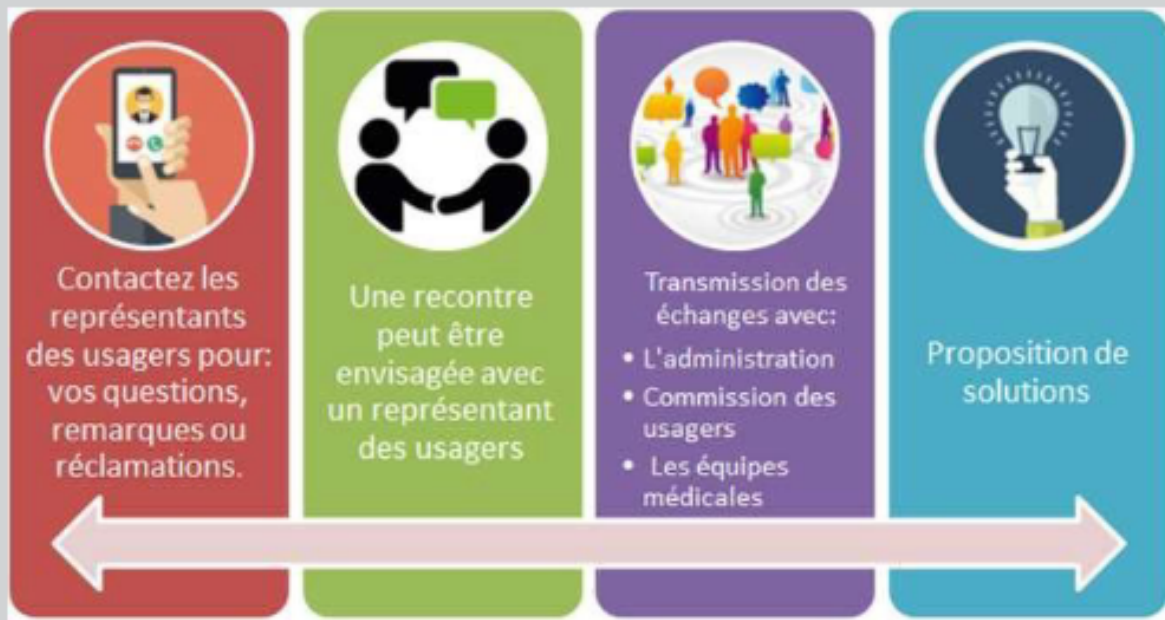 Contactez les
représentants
des usagers pour:
vos questions,
remarques ou
réclamations.
Une recontre
peut être
envisagée avec
un représentant
des usagers
Transmission des
échanges avec:
• L'administration
• Commission des
usagers
• Les équipes
médicales
Proposition de
solutions